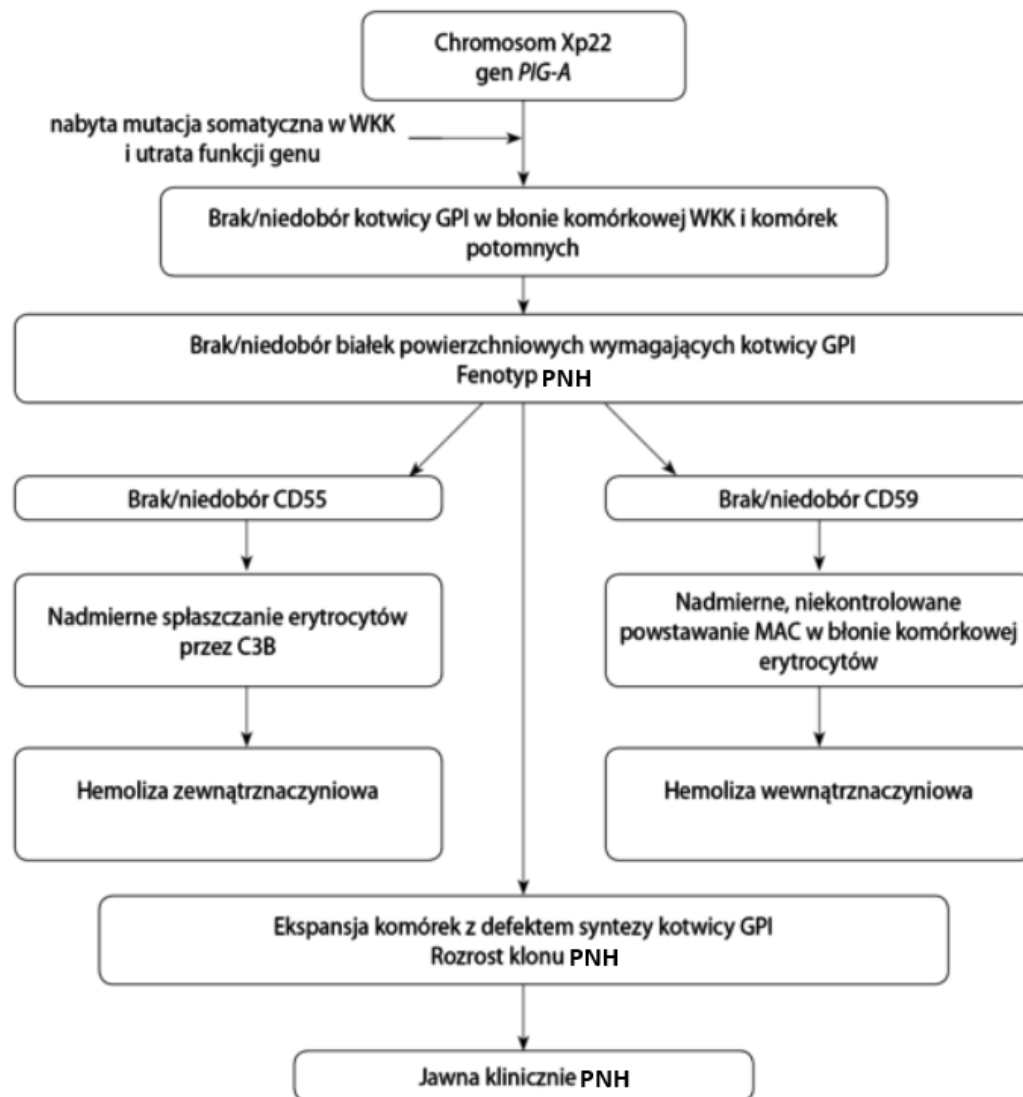 Chromosom Xp22
gen PIG-A
nabyta mutacja somatyczna w WKK
i utrata funkcji genu
Brak/niedobór kotwicy GPI w błonie komórkowej WKK i komórek
potomnych
Brak/niedobór białek powierzchniowych wymagających kotwicy GPI
Fenotyp PNH
Brak/niedobór CD55
Brak/niedobór CD59
Nadmierne spłaszczanie erytrocytów
przez C3B
Nadmierne, niekontrolowane
powstawanie MAC w błonie komórkowej
erytrocytów
Hemoliza zewnątrznaczyniowa
Hemoliza wewnątrznaczyniowa
Ekspansja komórek z defektem syntezy kotwicy GPI
Rozrost klonu PNH
Jawna klinicznie PNH